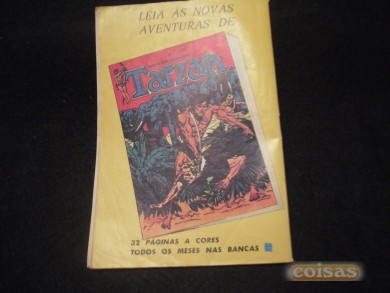 LEIA AS NOVAS
AVENTURAS DE
Tarzan
32 PÁGINAS A CORES
TODOS OS MESES NAS BANCAS
coisas